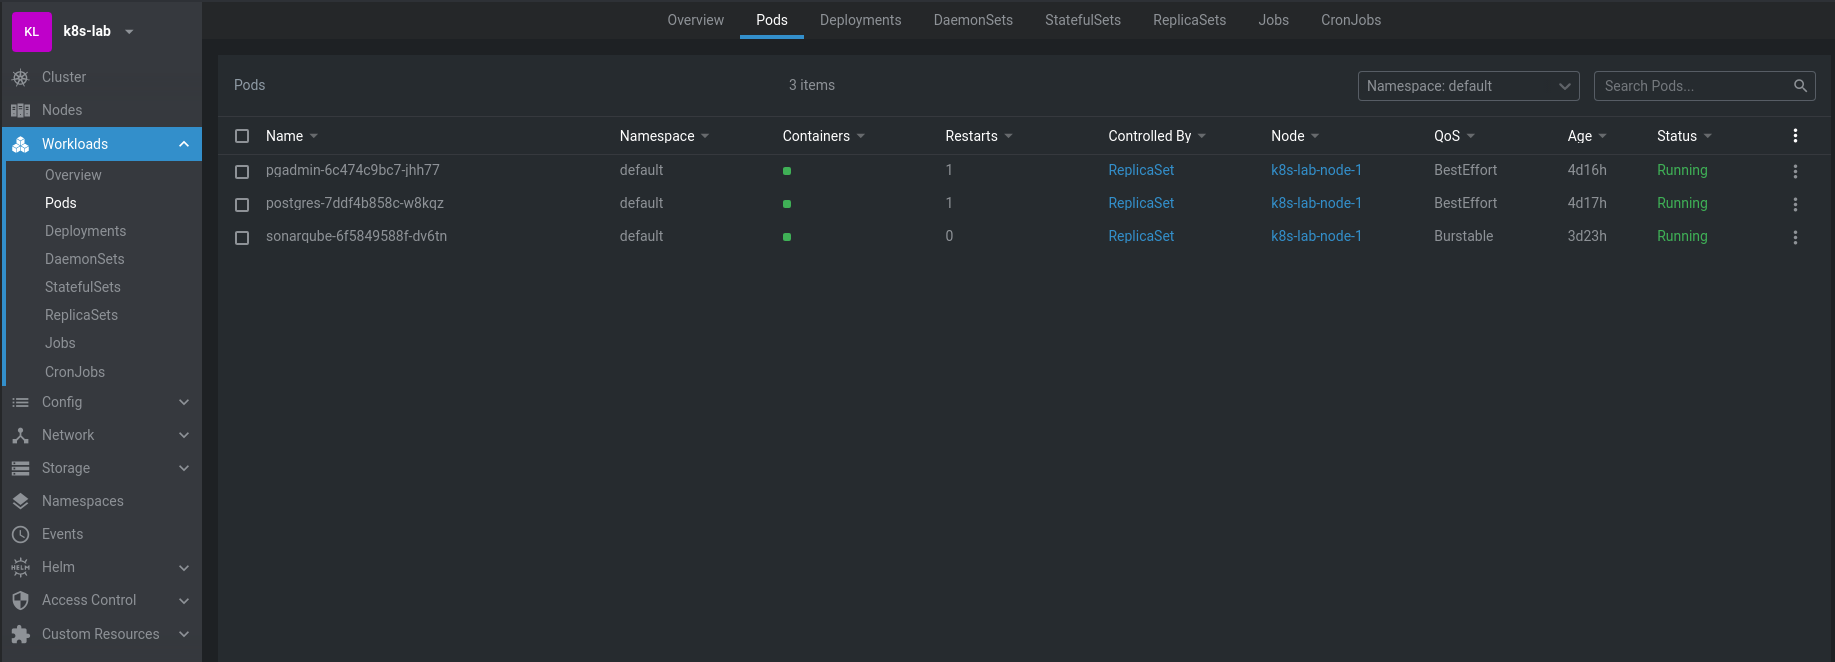 KL k8s-lab
Overview Pods Deployments DaemonSets StatefulSets ReplicaSets Jobs CronJobs
Cluster
Nodes
Workloads
Overview
Pods
Deployments
DaemonSets
StatefulSets
ReplicaSets
Jobs
CronJobs
Config
Network
Storage
Namespaces
Events
HELM Helm
Access Control
Custom Resources
Pods 3 items Namespace: default Search Pods...
Name Namespace Containers Restarts Controlled By Node QoS Age Status
pgadmin-6c474c9bc7-jhh77 default 1 ReplicaSet k8s-lab-node-1 BestEffort 4d16h Running
postgres-7ddf4b858c-w8kqz default 1 ReplicaSet k8s-lab-node-1 BestEffort 4d17h Running
sonarqube-6f5849588f-dv6tn default 0 ReplicaSet k8s-lab-node-1 Burstable 3d23h Running